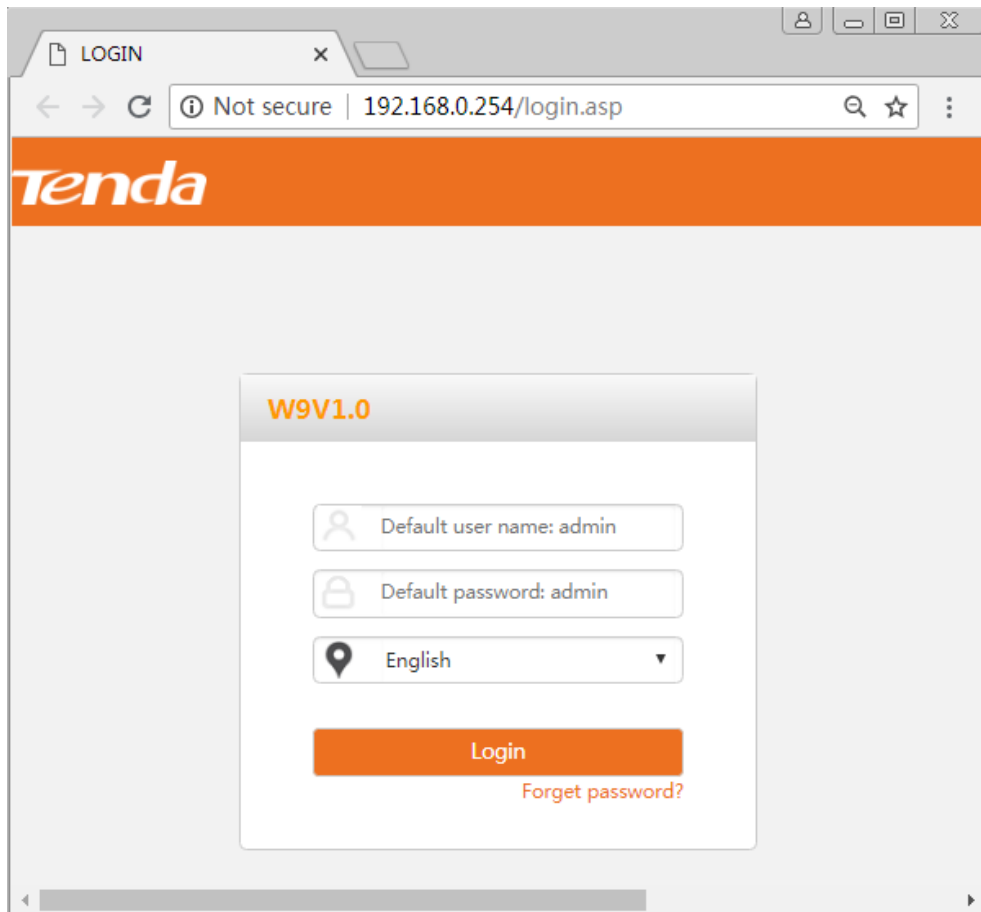 LOGIN
Not secure | 192.168.0.254/login.asp
Tenda
W9V1.0
Default user name: admin
Default password: admin
English
Login
Forget password?